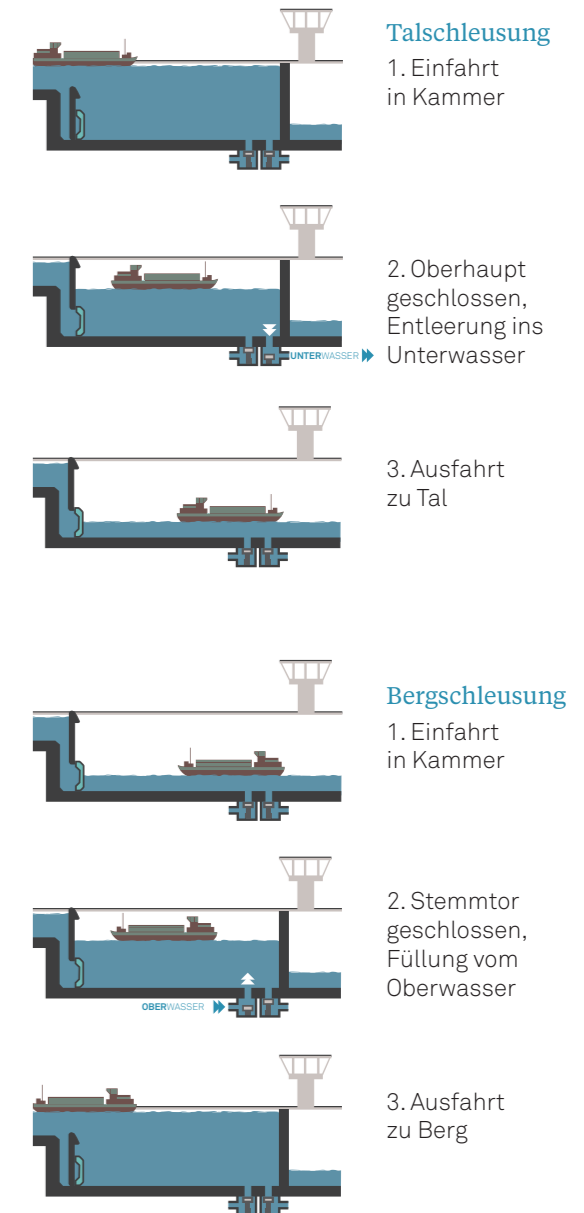 Talschleusung
1. Einfahrt
in Kammer
2. Oberhaupt
geschlossen,
Entleerung ins
Unterwasser
UNTERWASSER
3. Ausfahrt
zu Tal
Bergschleusung
1. Einfahrt
in Kammer
2. Stemmtor
geschlossen,
Füllung vom
Oberwasser
OBERWASSER
3. Ausfahrt
zu Berg